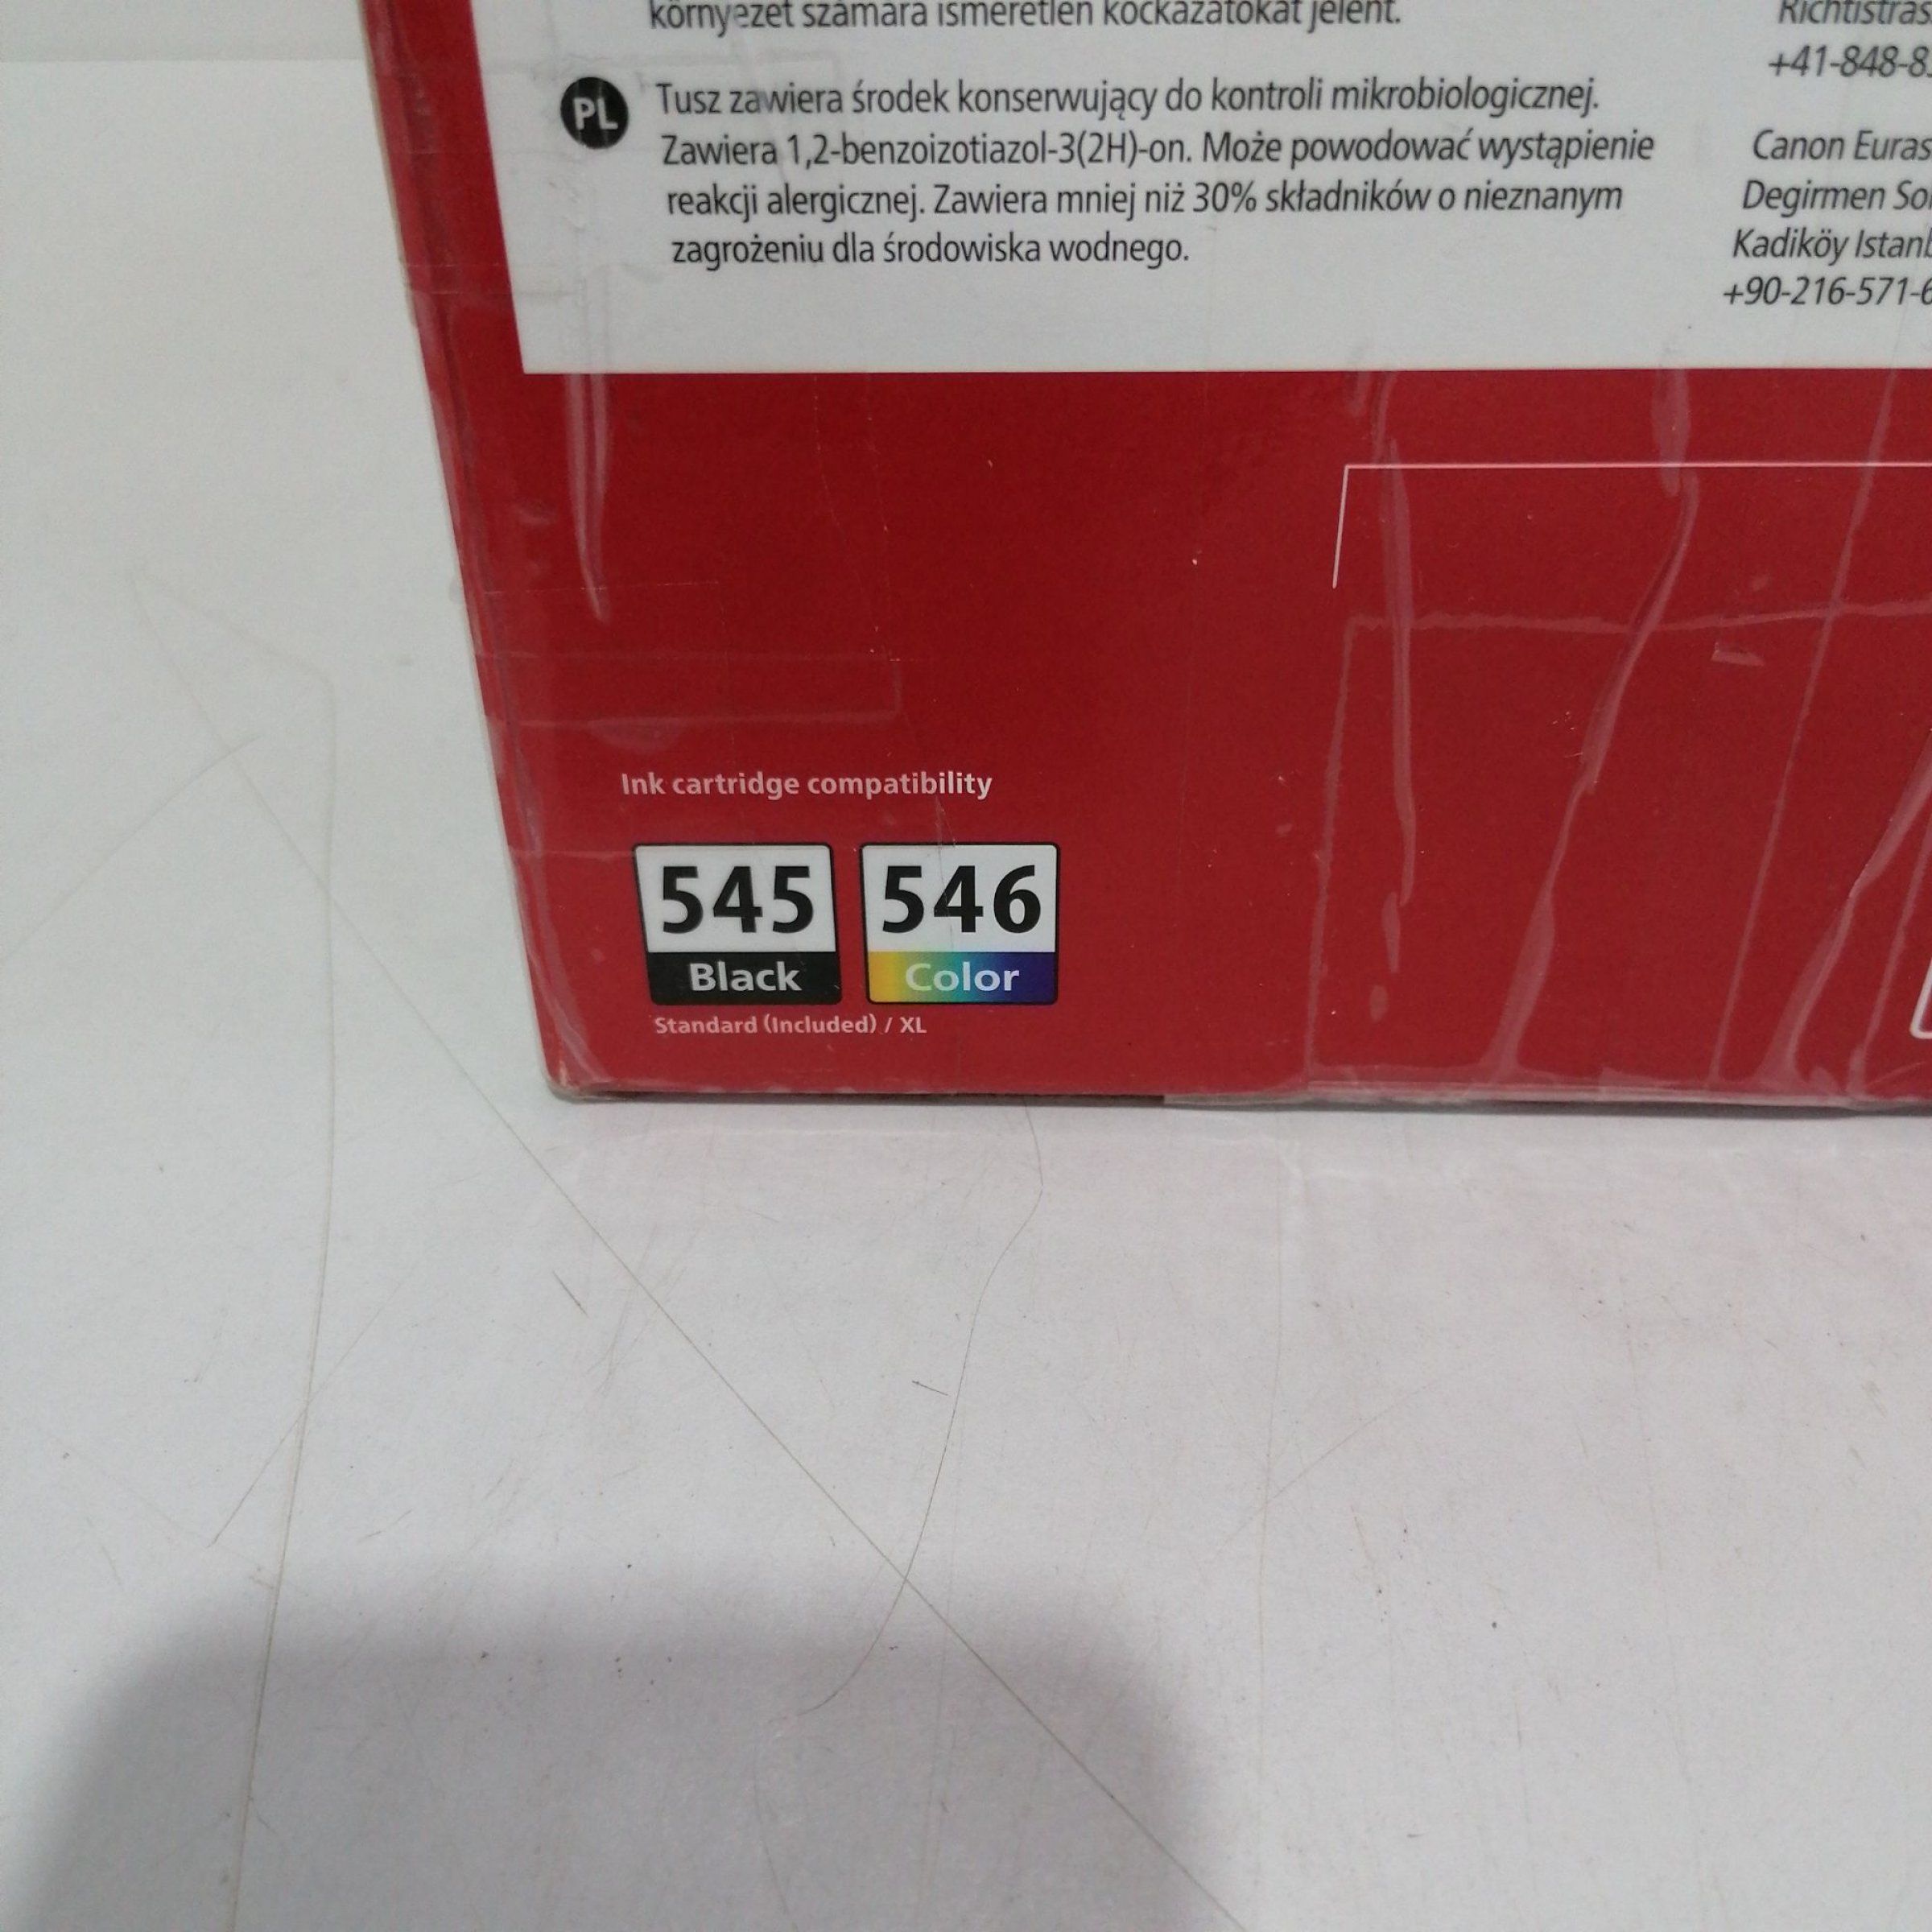 környezet számára ismeretlen kockázatokat jelent.
PL
Tusz zawiera środek konserwujący do kontroli mikrobiologicznej.
Zawiera 1,2-benzoizotiazol-3(2H)-on. Może powodować wystąpienie
reakcji alergicznej. Zawiera mniej niż 30% składników o nieznanym
zagrożeniu dla środowiska wodnego.
+41-848-8
Canon Euras
Degirmen So
Kadiköy Istanb
+90-216-571-6
Ink cartridge compatibility
545 546
Black Color
Standard (Included) / XL